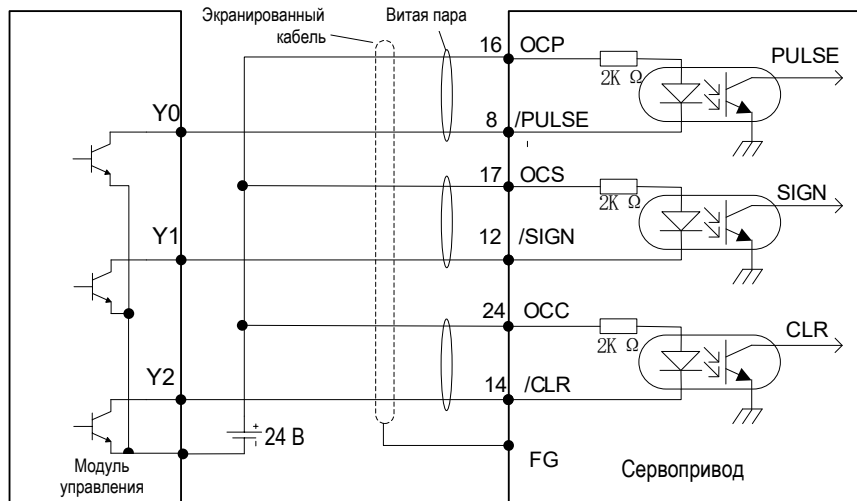 Экранированный кабель
Витая пара
16 OCP
2K Ω
PULSE
Y0
8 /PULSE
17 OCS
2K Ω
SIGN
Y1
12 /SIGN
24 OCC
2K Ω
CLR
Y2
14 /CLR
+
-
24 В
FG
Модуль управления
Сервопривод